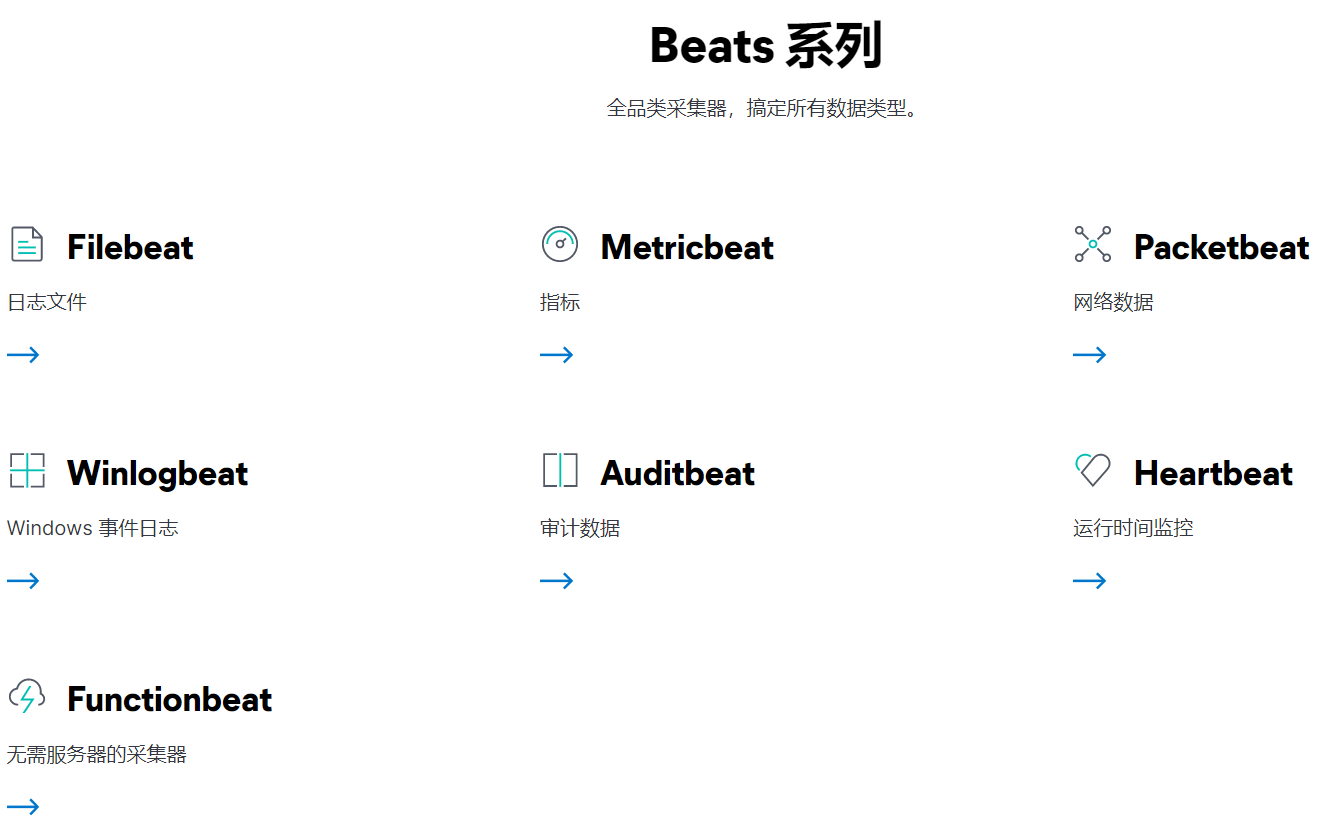 Beats 系列
全品类采集器，搞定所有数据类型。
Filebeat
日志文件
Metricbeat
指标
Packetbeat
网络数据
Winlogbeat
Windows 事件日志
Auditbeat
审计数据
Heartbeat
运行时间监控
Functionbeat
无需服务器的采集器